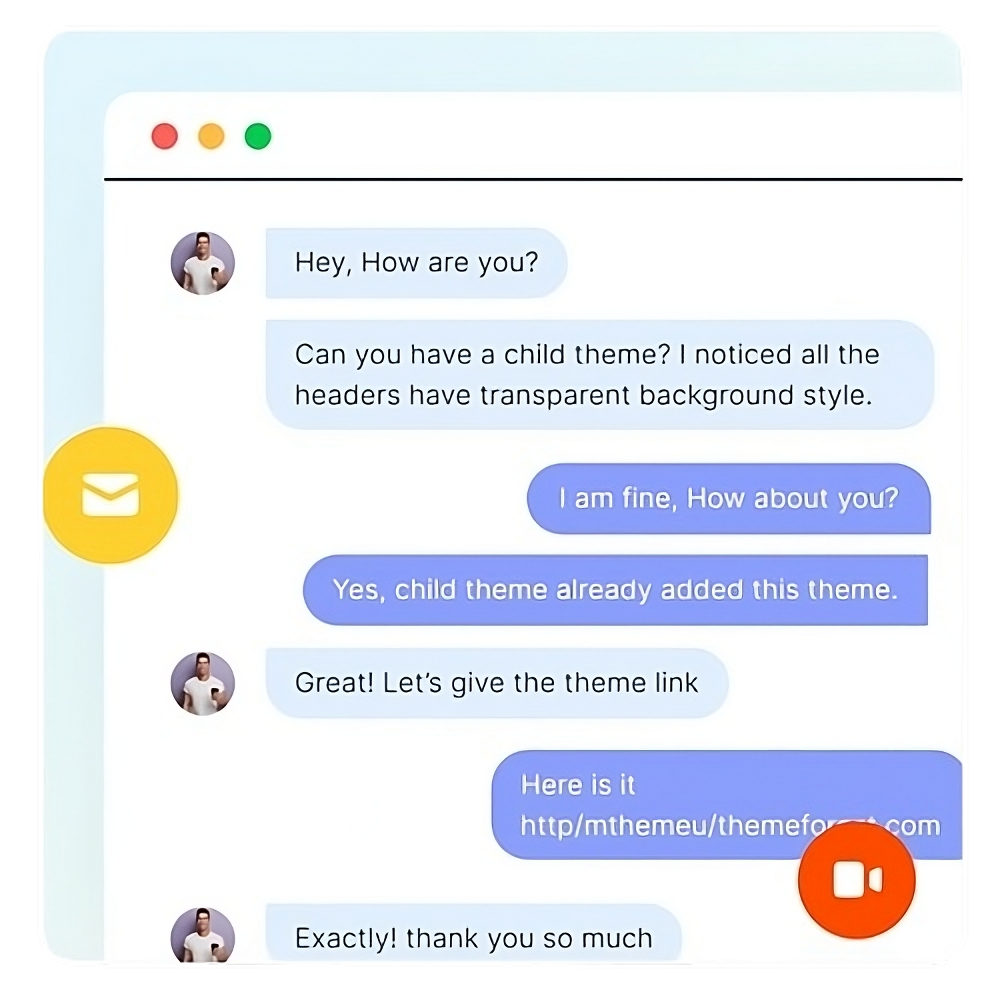 Hey, How are you?
Can you have a child theme? I noticed all the
headers have transparent background style.
I am fine, How about you?
Yes, child theme already added this theme.
Great! Let’s give the theme link
Here is it
http/mthemeu/themeforest.com
Exactly! thank you so much